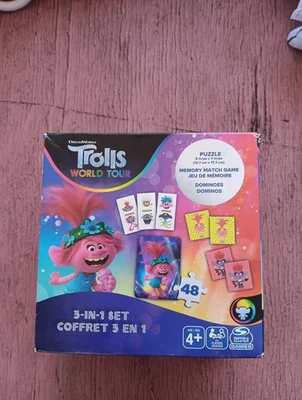 DREAMWORKS
Trolls
WORLD TOUR
PUZZLE
MEMORY MATCH GAME
JEU DE MÉMOIRE
DOMINOES
DOMINOS
48
3-IN-1 SET
COFFRET 3 EN 1
4+
GAMES